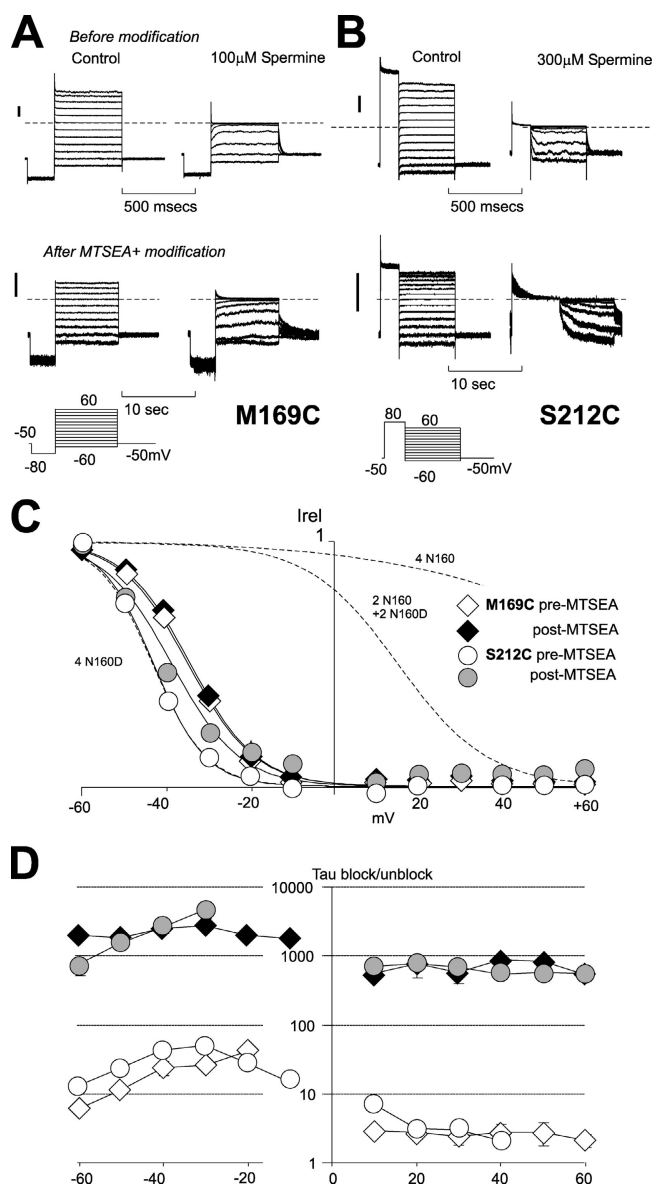 A
B
Before modification
Control
100µM Spermine
Control
300µM Spermine
500 msecs
500 msecs
After MTSEA+ modification
10 sec
10 sec
M169C
S212C
60
-50
-80
-60
-50mV
80
60
-50
-60
-50mV
C
Irel
1
4 N160
2 N160
+2 N160D
4 N160D
M169C pre-MTSEA
post-MTSEA
S212C pre-MTSEA
post-MTSEA
-60
-40
-20
20
40
+60
mV
D
Tau block/unblock
10000
1000
100
10
1
-60
-40
-20
0
20
40
60